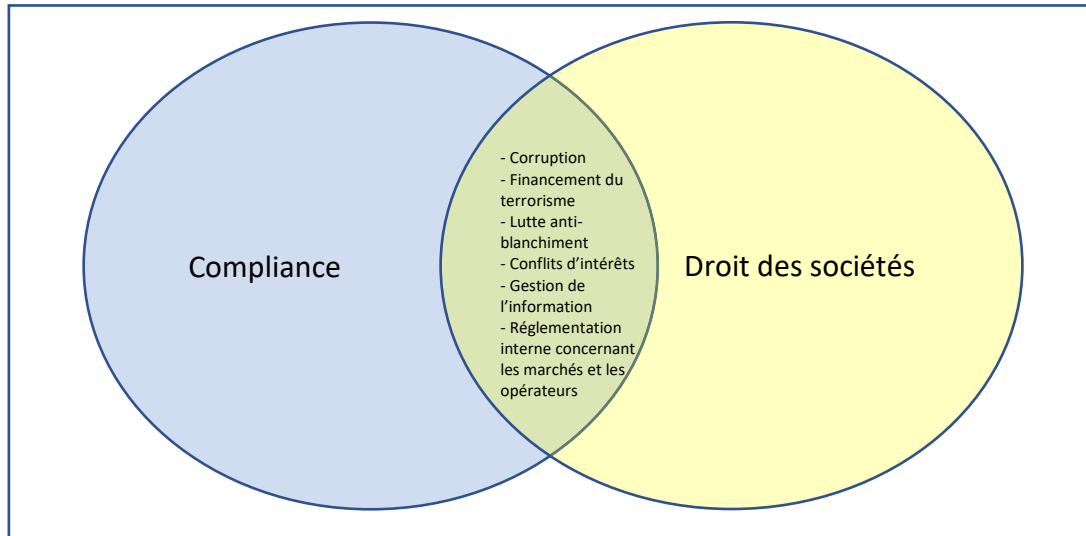 Compliance
- Corruption
- Financement du
terrorisme
- Lutte anti-
blanchiment
- Conflits d'intérêts
- Gestion de
l'information
- Réglementation
interne concernant
les marchés et les
opérateurs
Droit des sociétés